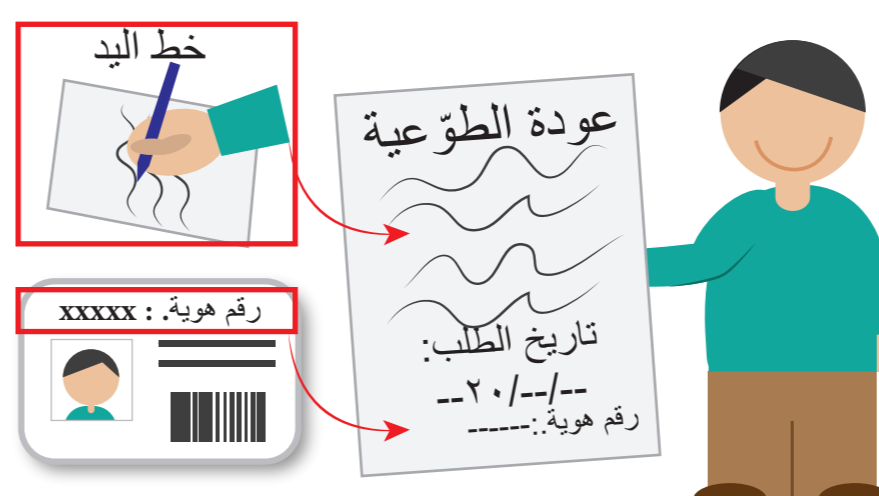 خط اليد
رقم هوية. : xxxxx
عودة الطوّعية
تاريخ الطلب:
--/--/٢٠--
رقم هوية.:------